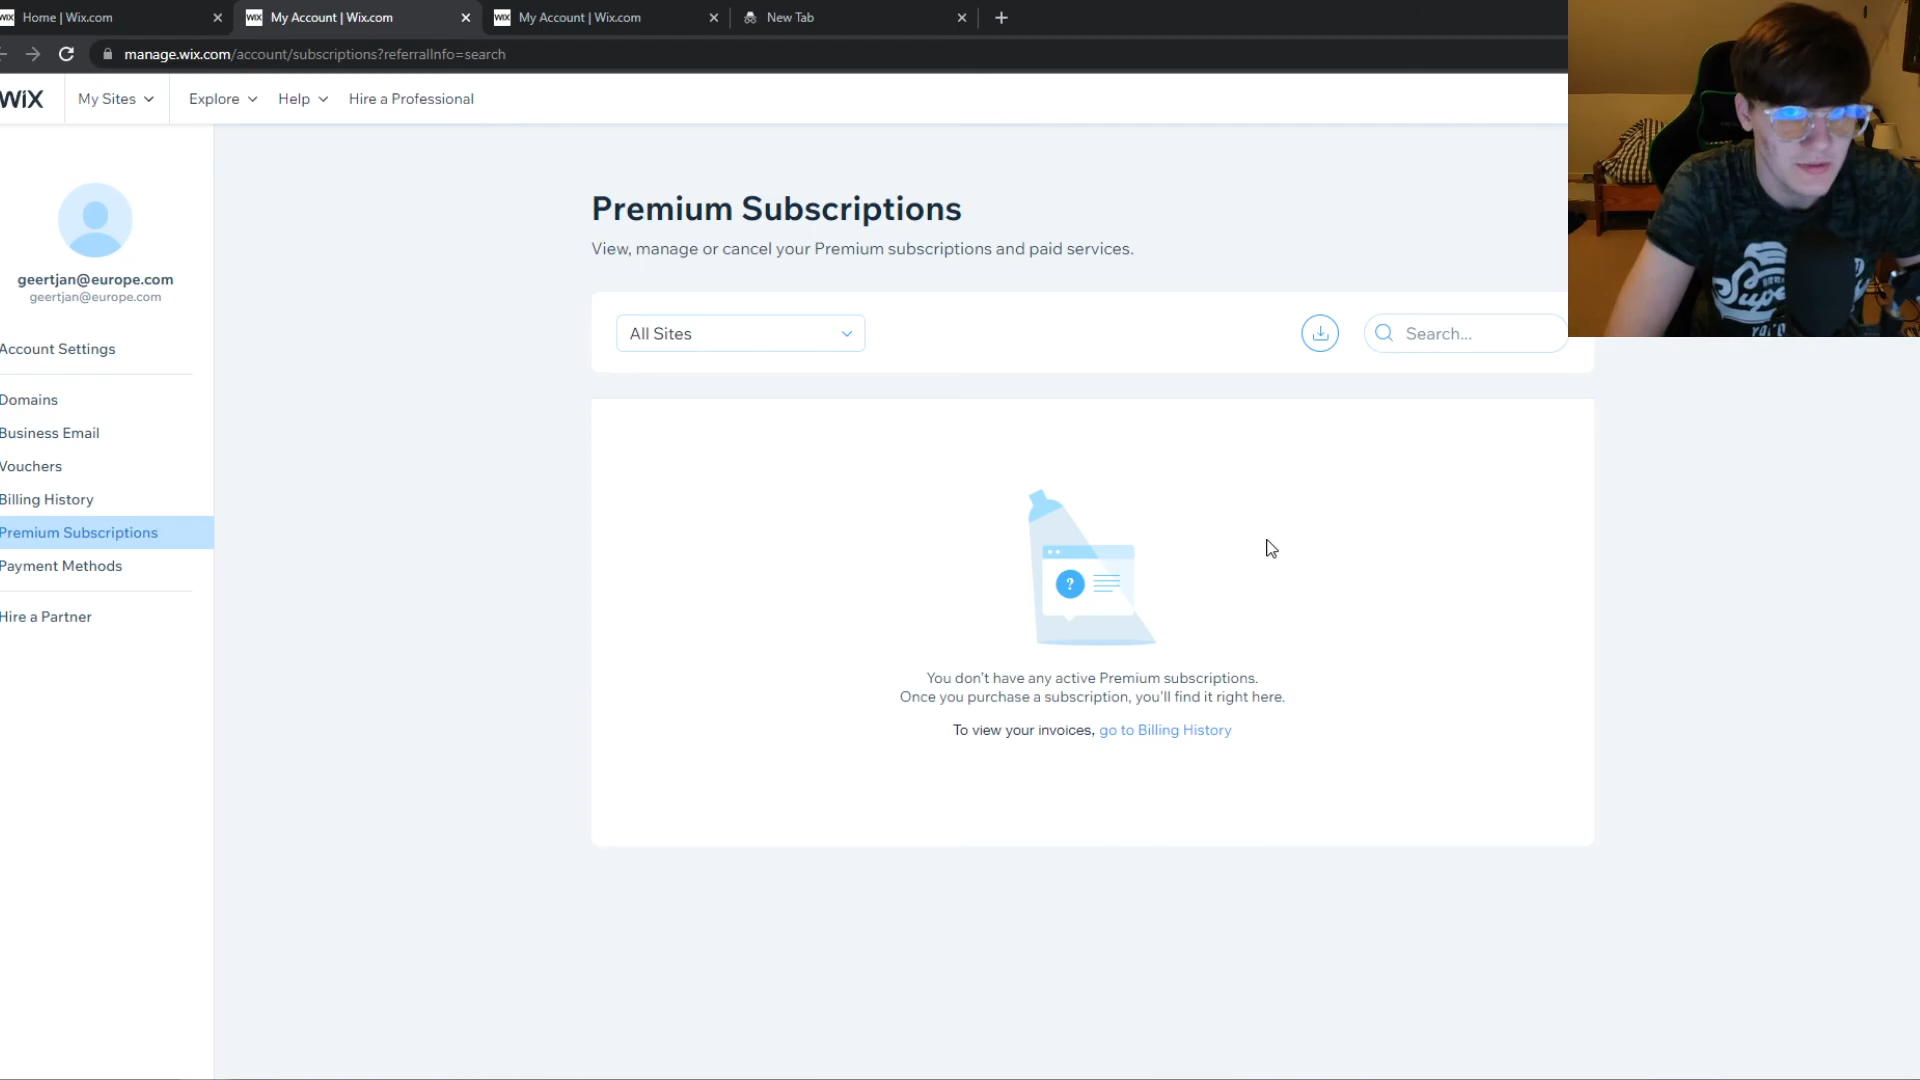 Home | Wix.com
WiX My Account | Wix.com
WiX My Account | Wix.com
New Tab
manage.wix.com/account/subscriptions?referralInfo=search
WiX
My Sites
Explore
Help
Hire a Professional
geertjan@europe.com
geertjan@europe.com
Account Settings
Domains
Business Email
Vouchers
Billing History
Premium Subscriptions
Payment Methods
Hire a Partner
Premium Subscriptions
View, manage or cancel your Premium subscriptions and paid services.
All Sites
Search...
?
You don't have any active Premium subscriptions.
Once you purchase a subscription, you'll find it right here.
To view your invoices, go to Billing History